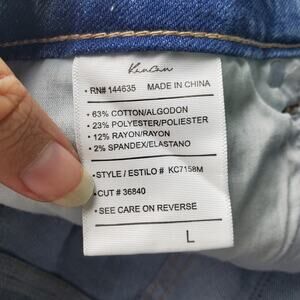 KanCan
• RN# 144635 MADE IN CHINA
• 63% COTTON/ALGODON
• 23% POLYESTER/POLIESTER
• 12% RAYON/RAYON
• 2% SPANDEX/ELASTANO
•STYLE / ESTILO # KC7158M
•CUT # 36840
•SEE CARE ON REVERSE
L